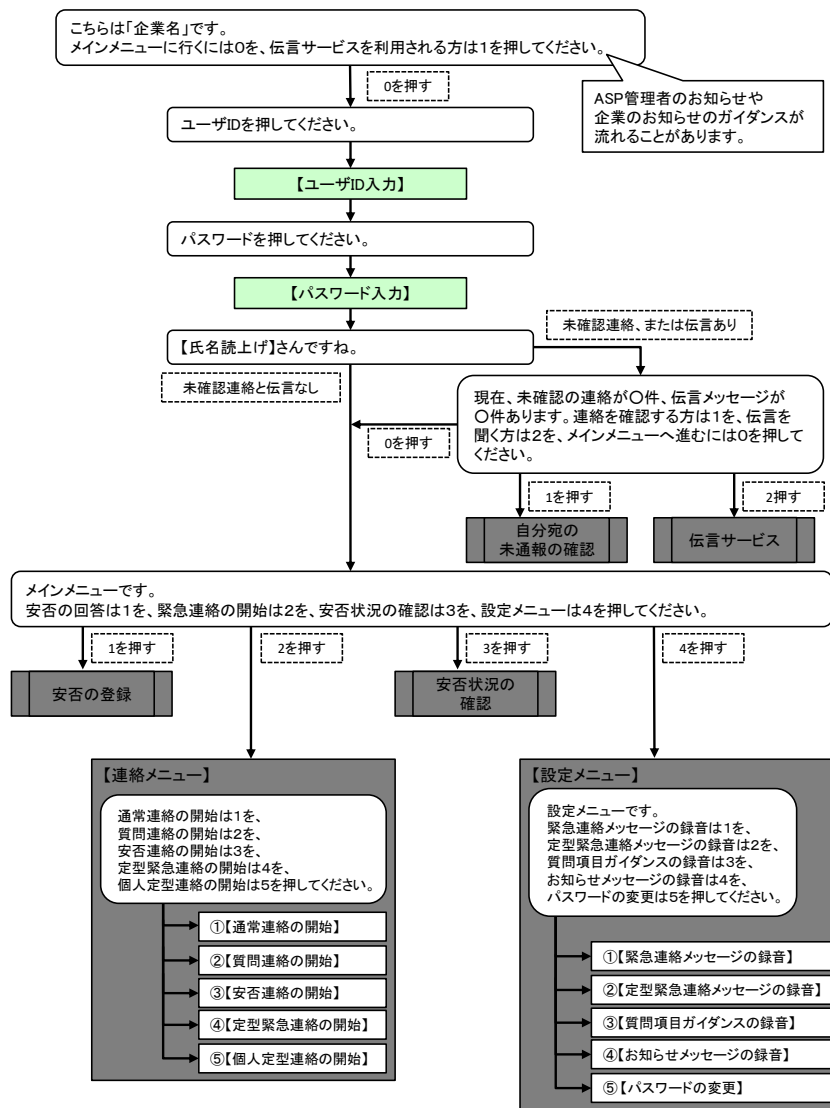 こちらは「企業名」です。
メインメニューに行くには0を、伝言サービスを利用される方は1を押してください。
0を押す
ASP管理者のお知らせや
企業のお知らせのガイダンスが
流れることがあります。
ユーザIDを押してください。
【ユーザID入力】
パスワードを押してください。
【パスワード入力】
未確認連絡、または伝言あり
【氏名読上げ】さんですね。
未確認連絡と伝言なし
現在、未確認の連絡が〇件、伝言メッセージが
〇件あります。連絡を確認する方は1を、伝言を
聞く方は2を、メインメニューへ進むには0を押して
ください。
0を押す
1を押す
2押す
自分宛の
未通報の確認
伝言サービス
メインメニューです。
安否の回答は1を、緊急連絡の開始は2を、安否状況の確認は3を、設定メニューは4を押してください。
1を押す
2を押す
3を押す
4を押す
安否の登録
安否状況の
確認
【連絡メニュー】
通常連絡の開始は1を、
質問連絡の開始は2を、
安否連絡の開始は3を、
定型緊急連絡の開始は4を、
個人定型連絡の開始は5を押してください。
①【通常連絡の開始】
②【質問連絡の開始】
③【安否連絡の開始】
④【定型緊急連絡の開始】
⑤【個人定型連絡の開始】
【設定メニュー】
設定メニューです。
緊急連絡メッセージの録音は1を、
定型緊急連絡メッセージの録音は2を、
質問項目ガイダンスの録音は3を、
お知らせメッセージの録音は4を、
パスワードの変更は5を押してください。
①【緊急連絡メッセージの録音】
②【定型緊急連絡メッセージの録音】
③【質問項目ガイダンスの録音】
④【お知らせメッセージの録音】
⑤【パスワードの変更】